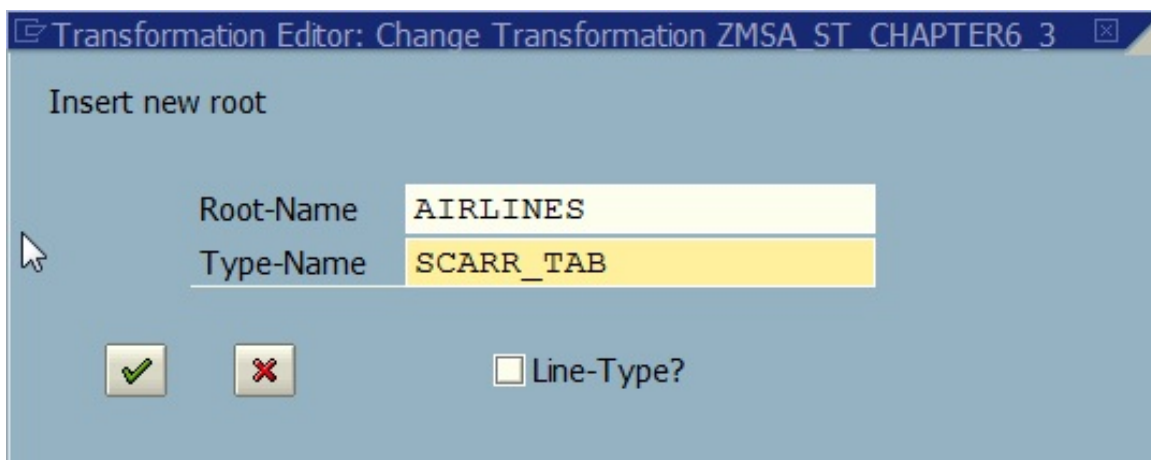 Transformation Editor: Change Transformation ZMSA_ST_CHAPTER6_3
Insert new root
Root-Name AIRLINES
Type-Name SCARR_TAB
Line-Type?